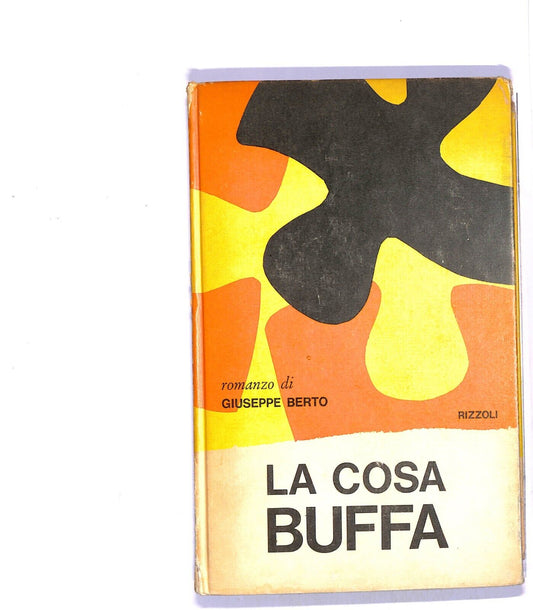 romanzo di
GIUSEPPE BERTO
RIZZOLI
LA COSA
BUFFA